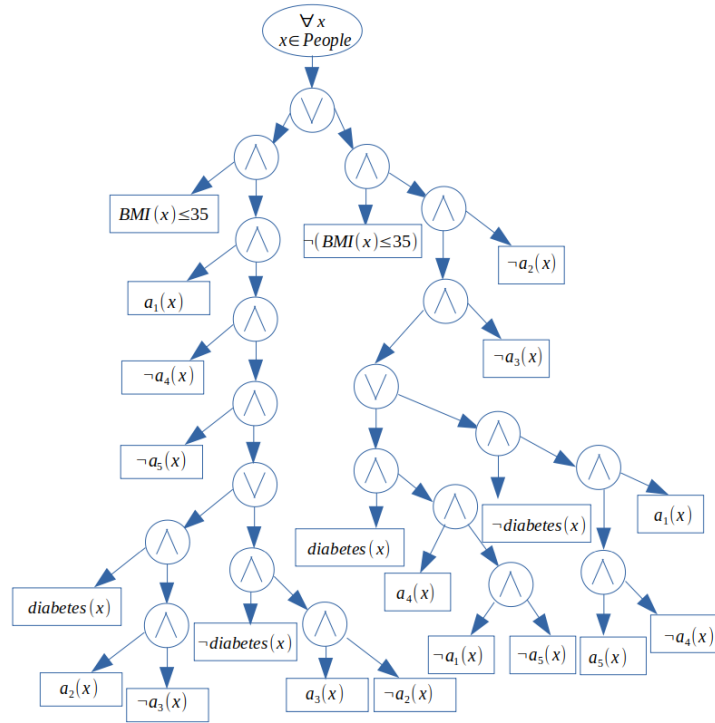 ∀ x
x ∈ People
⋁
⋀
⋀
BMI(x)≤35
⋀
¬(BMI(x)≤35)
⋀
¬a₂(x)
a₁(x)
⋀
⋀
¬a₃(x)
¬a₄(x)
⋀
⋁
¬a₅(x)
⋀
⋁
⋀
⋀
⋀
a₁(x)
⋀
⋀
diabetes(x)
¬diabetes(x)
⋀
diabetes(x)
a₄(x)
⋀
⋀
⋀
¬diabetes(x)
⋀
¬a₁(x)
¬a₅(x)
a₅(x)
¬a₄(x)
a₂(x)
¬a₃(x)
a₃(x)
¬a₂(x)